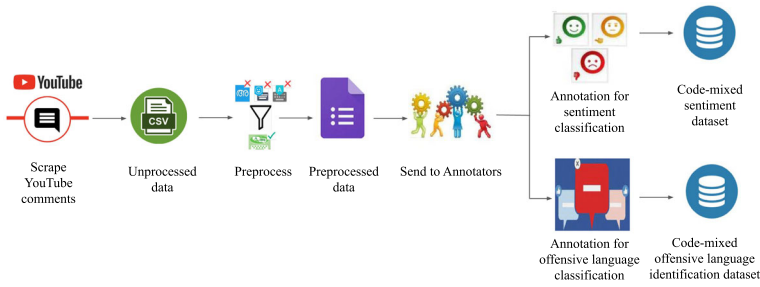 YouTube
CSV
Scrape
YouTube
comments
Unprocessed
data
Preprocess
Preprocessed
data
Send to Annotators
Annotation for
sentiment
classification
Code-mixed
sentiment
dataset
Annotation for
offensive language
classification
Code-mixed
offensive language
identification dataset